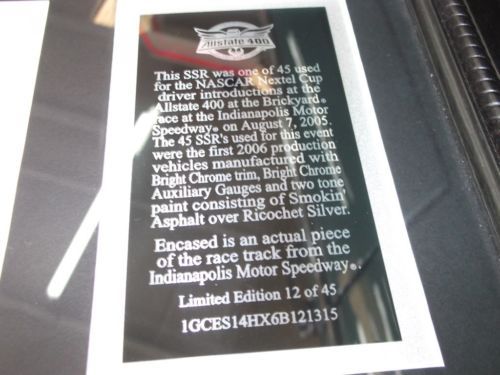 Allstate 400
This SSR was one of 45 used
for the NASCAR Nextel Cup
driver introductions at the
Allstate 400 at the Brickyard®
race at the Indianapolis Motor
Speedway® on August 7, 2005.
The 45 SSR's used for this event
were the first 2006 production
vehicles manufactured with
Bright Chrome trim, Bright Chrome
Auxiliary Gauges and two tone
paint consisting of Smokin'
Asphalt over Ricochet Silver.
Encased is an actual piece
of the race track from the
Indianapolis Motor Speedway®.
Limited Edition 12 of 45
1GCES14HX6B121315